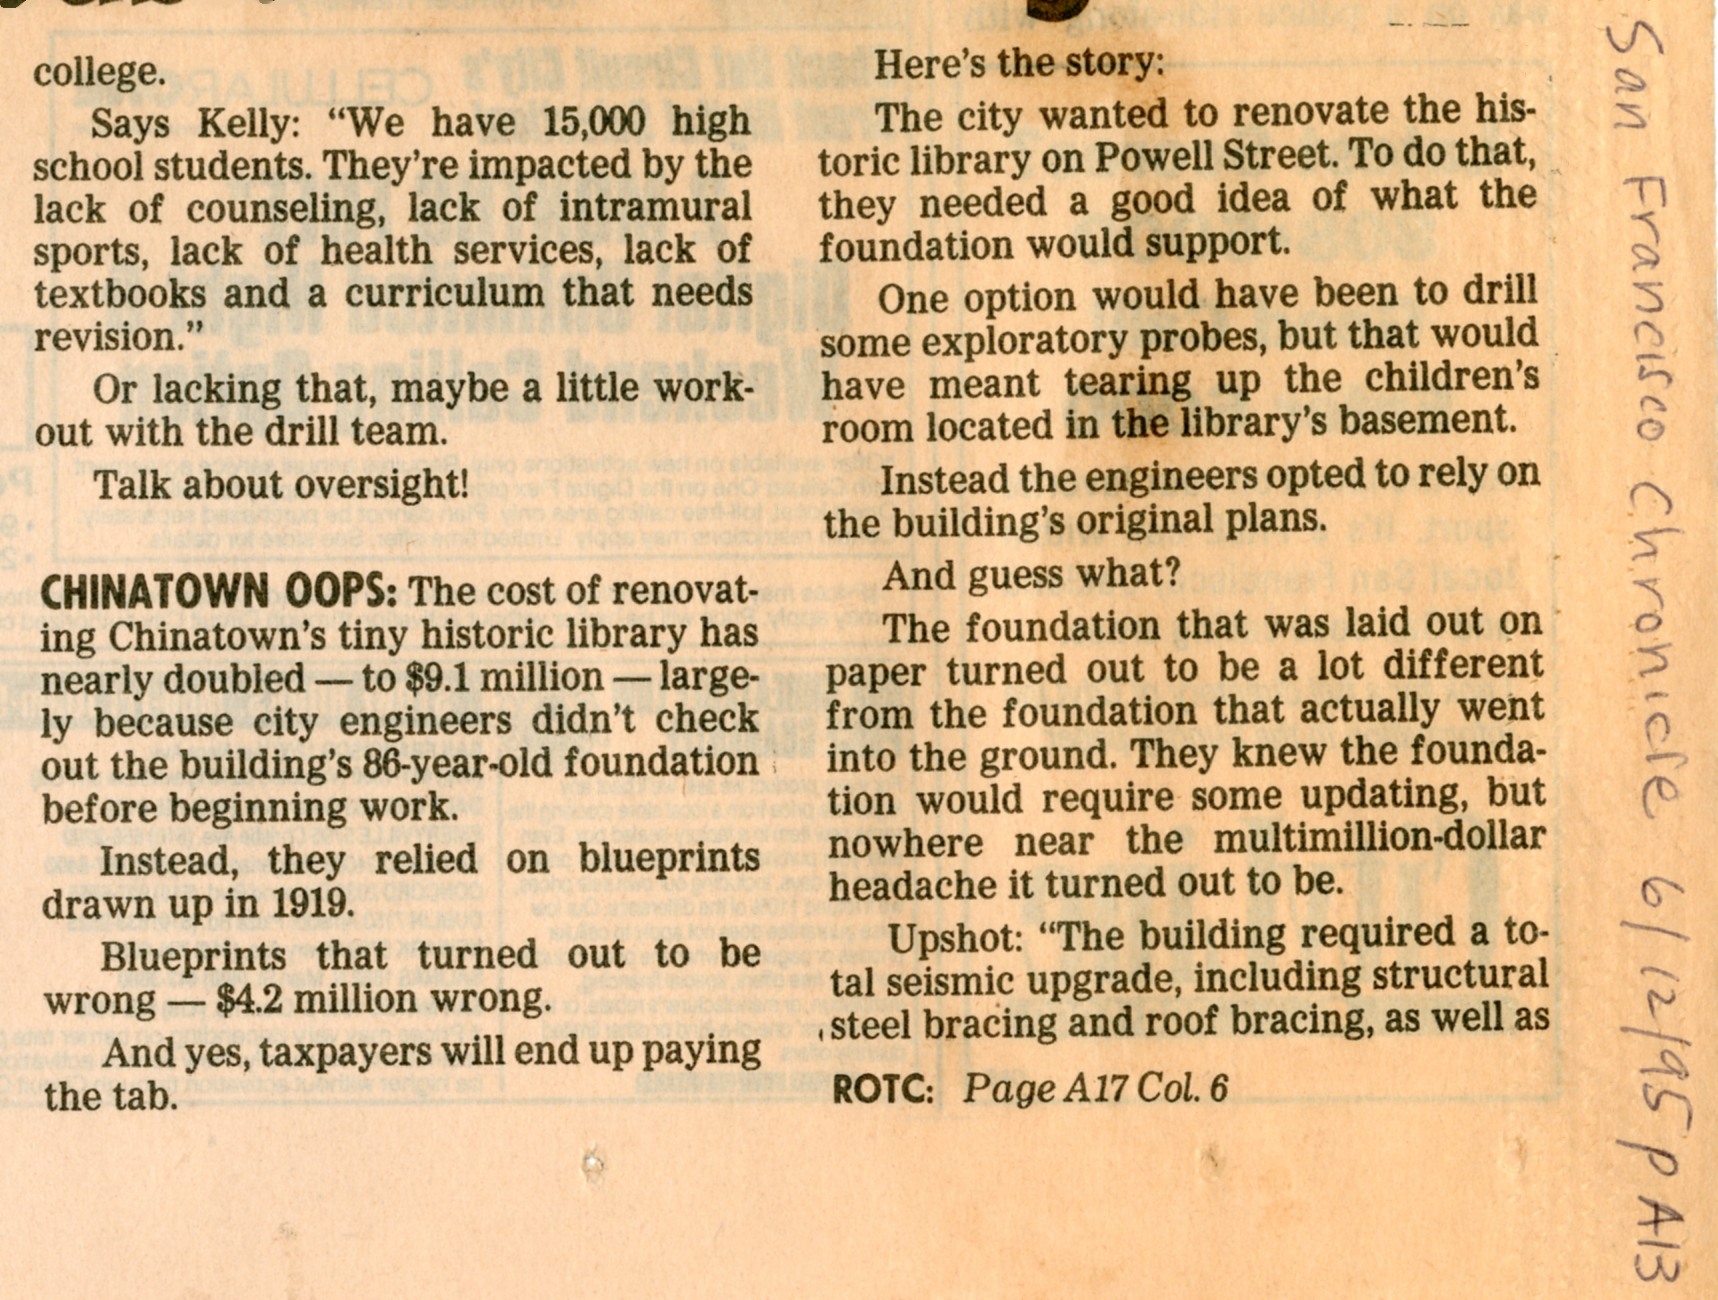 college.
Says Kelly: “We have 15,000 high
school students. They’re impacted by the
lack of counseling, lack of intramural
sports, lack of health services, lack of
textbooks and a curriculum that needs
revision.”
Or lacking that, maybe a little work-
out with the drill team.
Talk about oversight!
CHINATOWN OOPS: The cost of renovat-
ing Chinatown’s tiny historic library has
nearly doubled — to $9.1 million — large-
ly because city engineers didn’t check
out the building’s 86-year-old foundation
before beginning work.
Instead, they relied on blueprints
drawn up in 1919.
Blueprints that turned out to be
wrong — $4.2 million wrong.
And yes, taxpayers will end up paying
the tab.
Here’s the story:
The city wanted to renovate the his-
toric library on Powell Street. To do that,
they needed a good idea of what the
foundation would support.
One option would have been to drill
some exploratory probes, but that would
have meant tearing up the children’s
room located in the library’s basement.
Instead the engineers opted to rely on
the building’s original plans.
And guess what?
The foundation that was laid out on
paper turned out to be a lot different
from the foundation that actually went
into the ground. They knew the founda-
tion would require some updating, but
nowhere near the multimillion-dollar
headache it turned out to be.
Upshot: “The building required a to-
tal seismic upgrade, including structural
steel bracing and roof bracing, as well as
ROTC: Page A17 Col. 6
San Francisco Chronicle 6/12/95 p A13